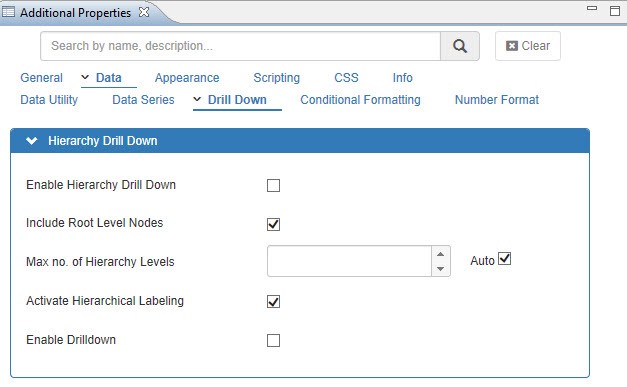 Additional Properties
Search by name, description... Clear
General Data Appearance Scripting CSS Info
Data Utility Data Series Drill Down Conditional Formatting Number Format
Hierarchy Drill Down
Enable Hierarchy Drill Down
Include Root Level Nodes
Max no. of Hierarchy Levels Auto
Activate Hierarchical Labeling
Enable Drilldown